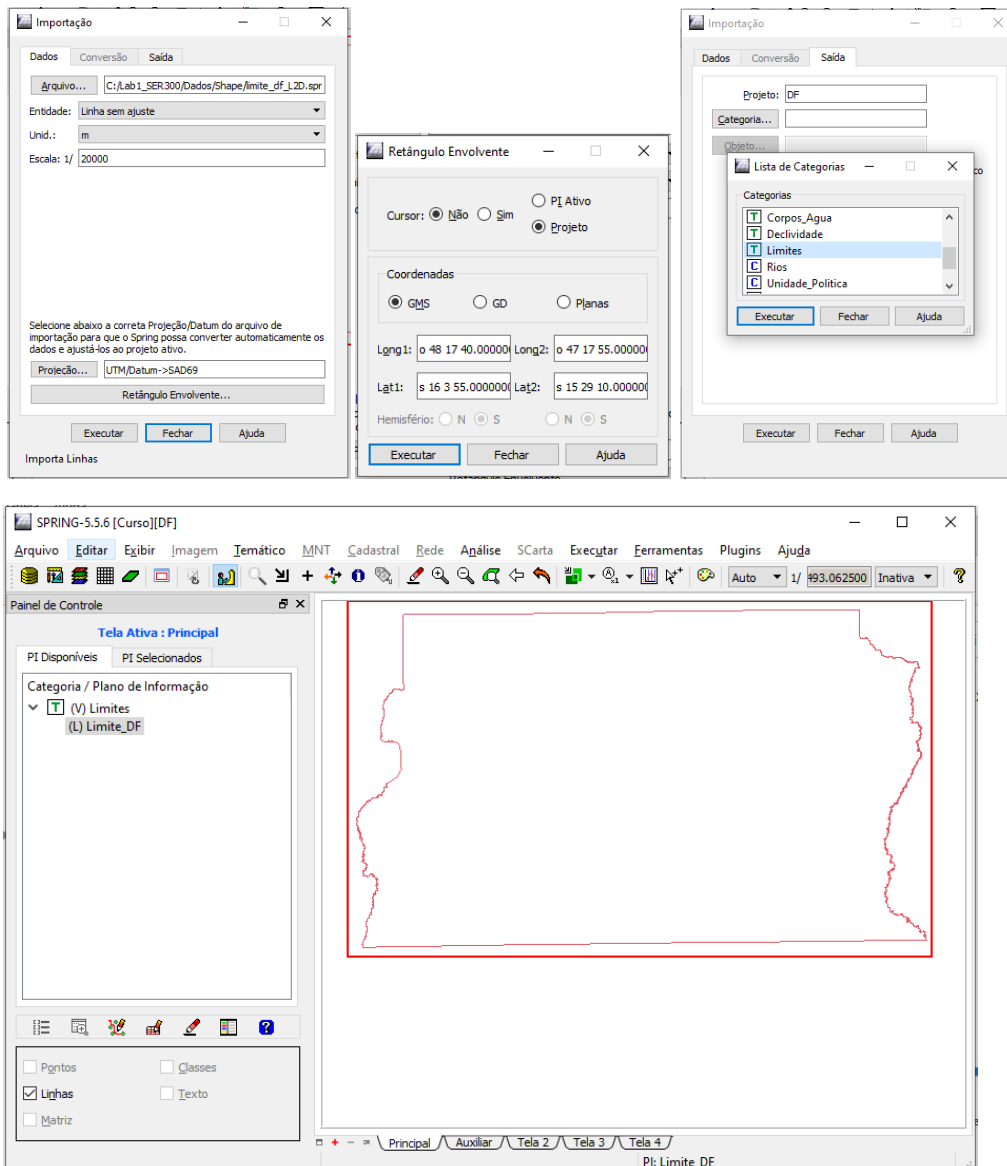 Importação
Dados Conversão Saída
Arquivo... C:/Lab1_SER300/Dados/Shape/limite_df_L2D.spr
Entidade: Linha sem ajuste
Unid.: m
Escala: 1/ 20000
Selecione abaixo a correta Projeção/Datum do arquivo de
importação para que o Spring possa converter automaticamente os
dados e ajustá-los ao projeto ativo.
Projeção... UTM/Datum->SAD69
Retângulo Envolvente...
Executar Fechar Ajuda
Importa Linhas
Retângulo Envolvente
Cursor: Não Sim
PI Ativo
Projeto
Coordenadas
GMS GD Planas
Long1: o 48 17 40.00000 Long2: o 47 17 55.00000
Lat1: s 16 3 55.0000000 Lat2: s 15 29 10.000000
Hemisfério: N S N S
Executar Fechar Ajuda
Importação
Dados Conversão Saída
Projeto: DF
Categoria...
Objeto...
Lista de Categorias
Categorias
T Corpos_Agua
T Declividade
T Limites
C Rios
C Unidade_Politica
Executar Fechar Ajuda
Executar Fechar Ajuda
SPRING-5.5.6 [Curso][DF]
Arquivo Editar Exibir Imagem Temático MNT Cadastral Rede Análise SCarta Executar Ferramentas Plugins Ajuda
Auto 1/ 493.062500 Inativa
Painel de Controle
Tela Ativa : Principal
PI Disponíveis PI Selecionados
Categoria / Plano de Informação
T (V) Limites
(L) Limite_DF
Pontos Classes
Linhas Texto
Matriz
Principal Auxiliar Tela 2 Tela 3 Tela 4
PI: Limite_DF